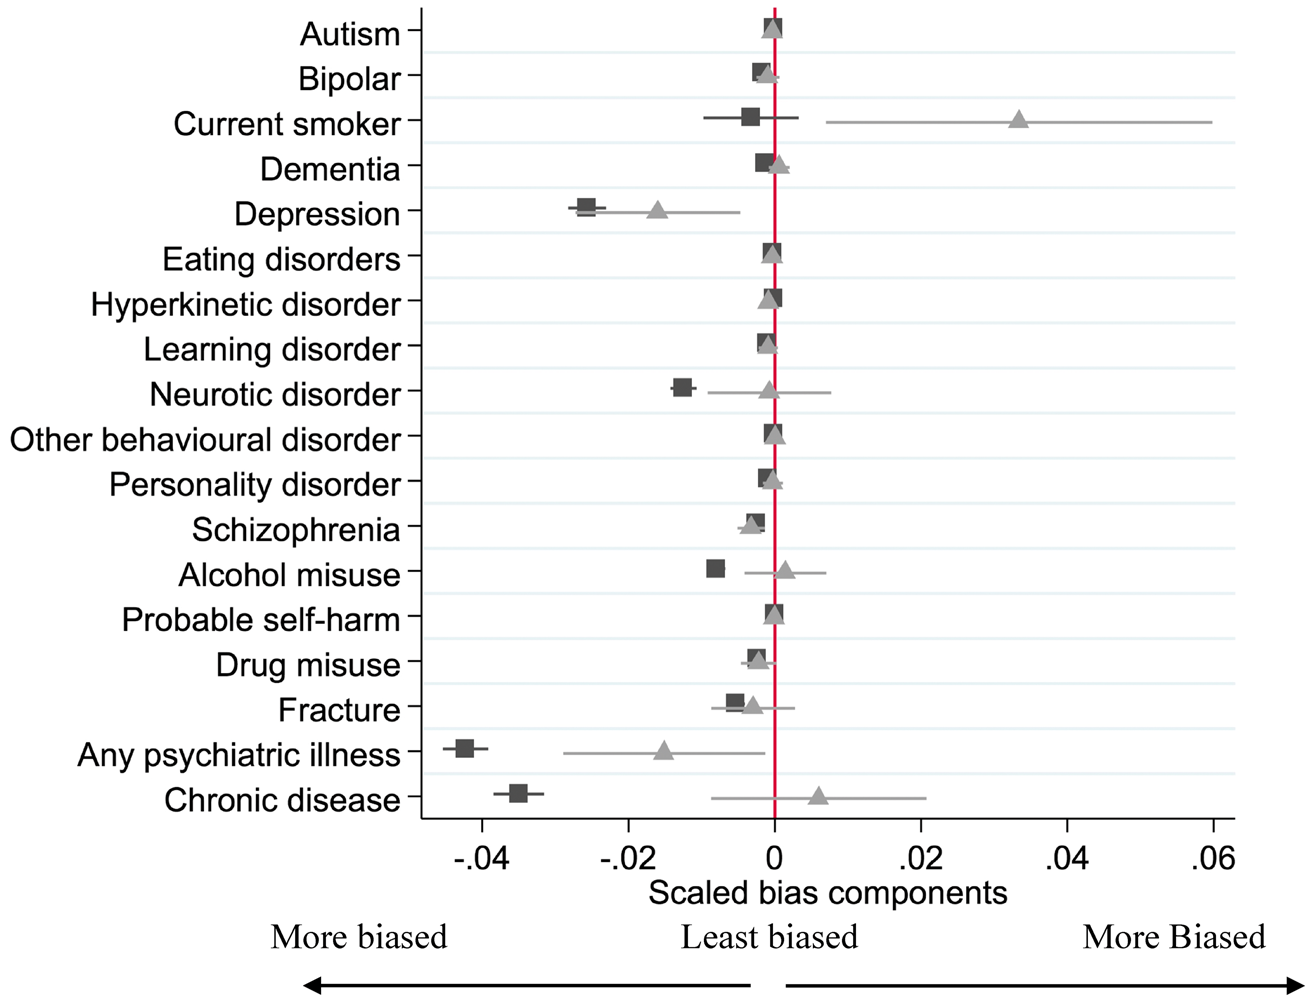 Autism
Bipolar
Current smoker
Dementia
Depression
Eating disorders
Hyperkinetic disorder
Learning disorder
Neurotic disorder
Other behavioural disorder
Personality disorder
Schizophrenia
Alcohol misuse
Probable self-harm
Drug misuse
Fracture
Any psychiatric illness
Chronic disease
-.04 -.02 0 .02 .04 .06
Scaled bias components
More biased Least biased More Biased